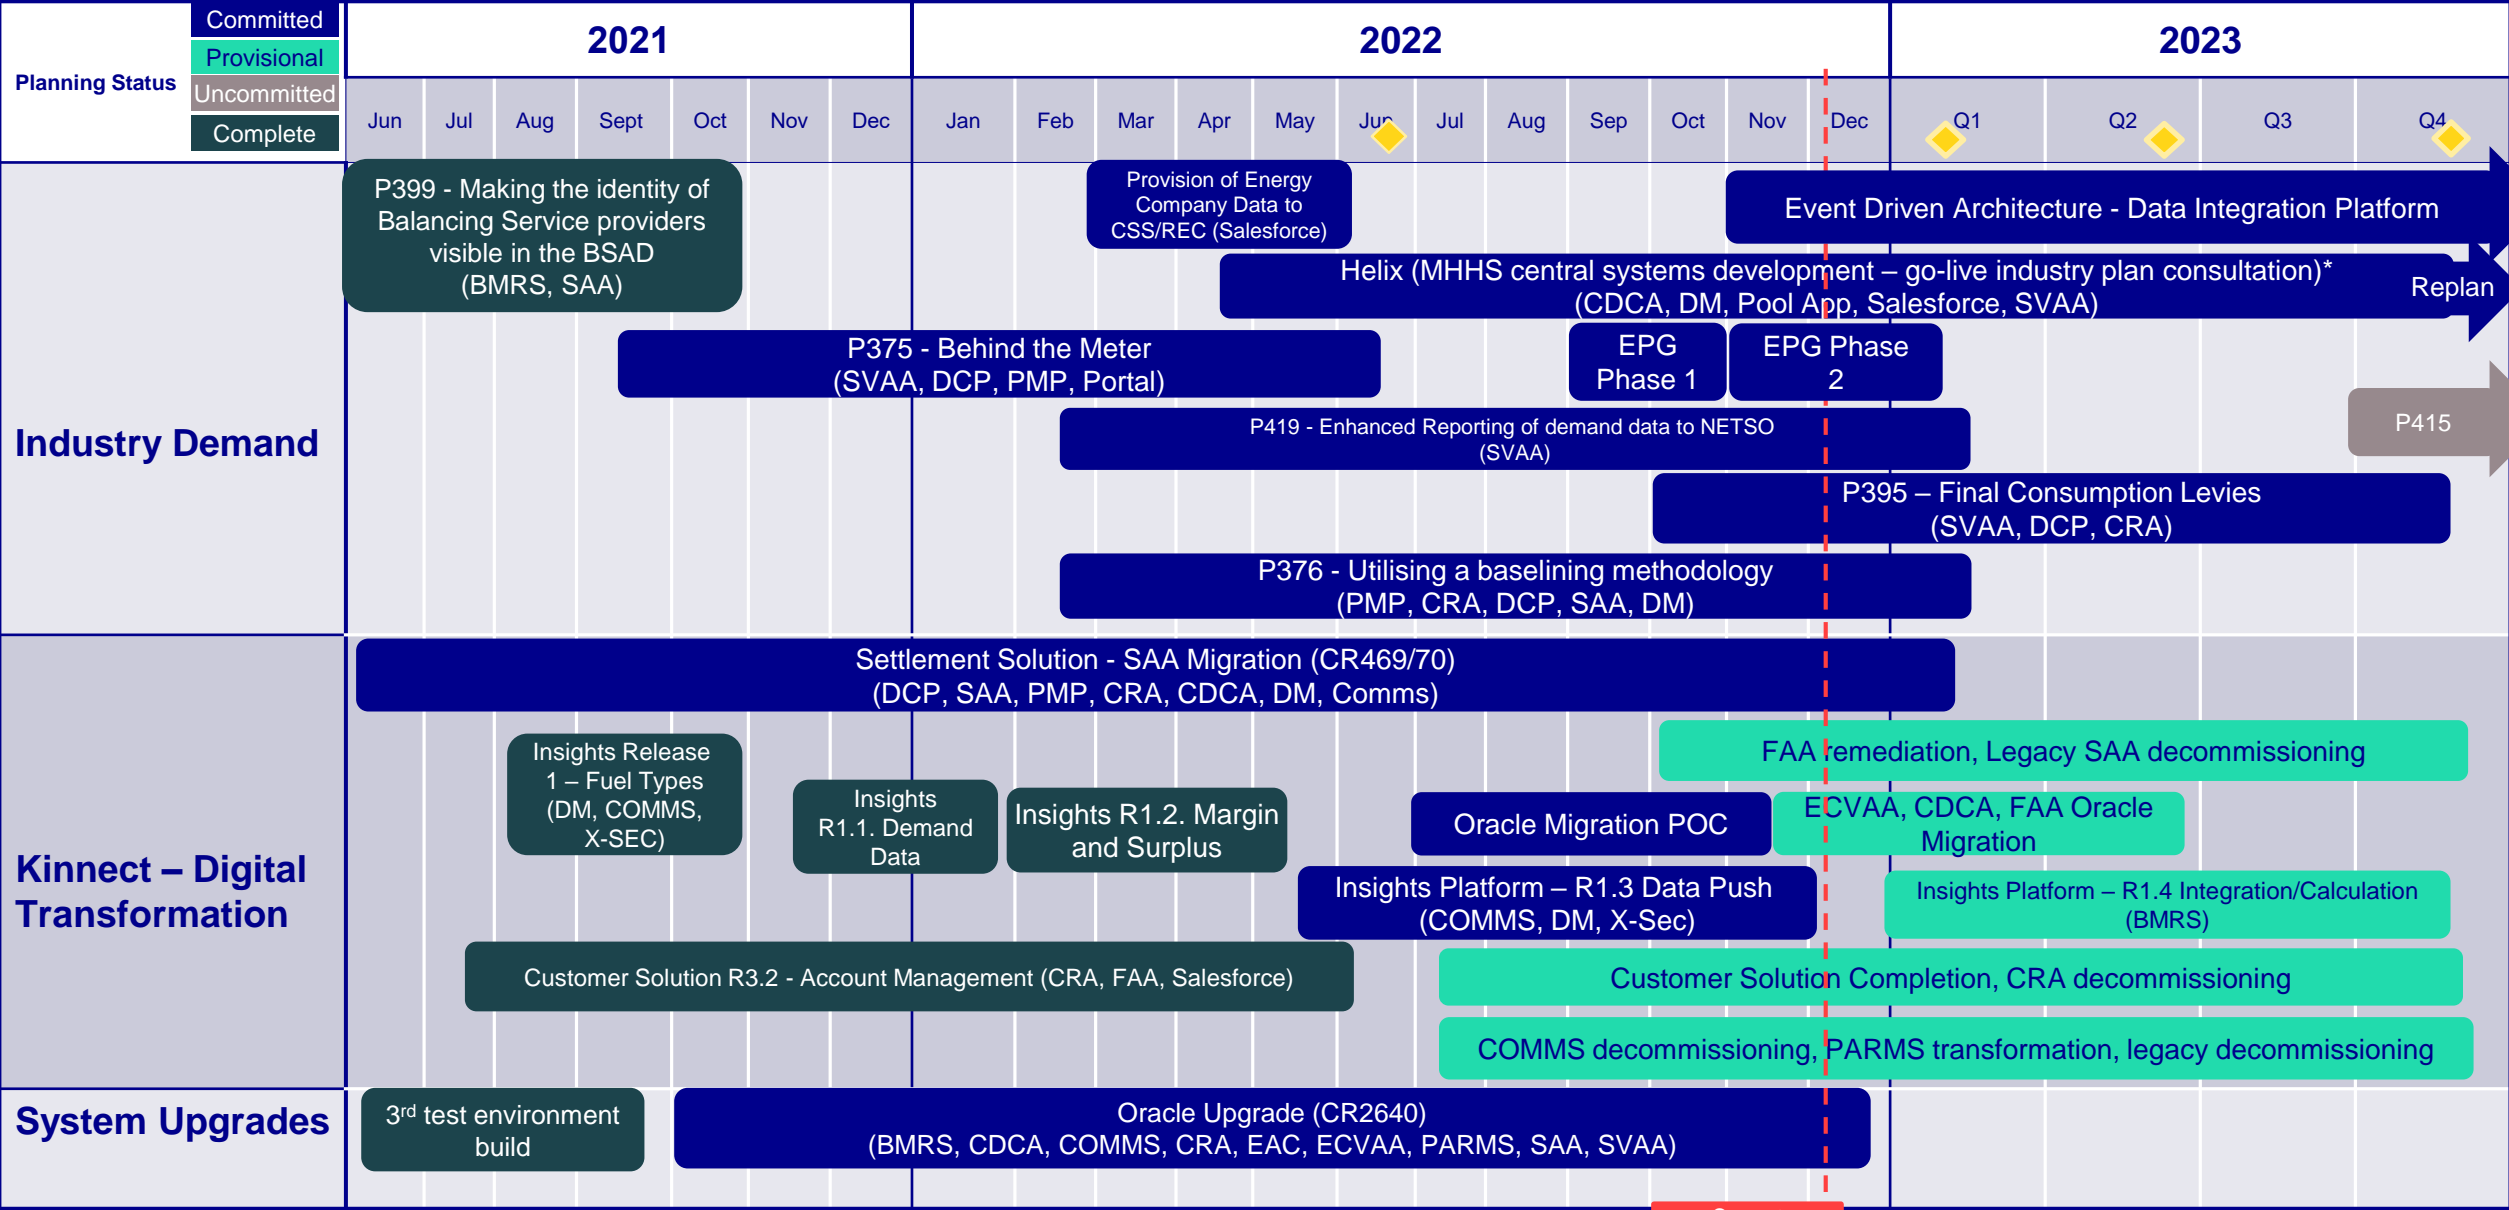 Planning Status
Committed
Provisional
Uncommitted
Complete
2021
2022
2023
Jun
Jul
Aug
Sept
Oct
Nov
Dec
Jan
Feb
Mar
Apr
May
Jun
Jul
Aug
Sep
Oct
Nov
Dec
Q1
Q2
Q3
Q4
Industry Demand
P399 - Making the identity of
Balancing Service providers
visible in the BSAD
(BMRS, SAA)
Provision of Energy
Company Data to
CSS/REC (Salesforce)
Event Driven Architecture - Data Integration Platform
Helix (MHHS central systems development – go-live industry plan consultation)*
(CDCA, DM, Pool App, Salesforce, SVAA)
Replan
P375 - Behind the Meter
(SVAA, DCP, PMP, Portal)
EPG
Phase 1
EPG Phase
2
P419 - Enhanced Reporting of demand data to NETSO
(SVAA)
P415
P395 – Final Consumption Levies
(SVAA, DCP, CRA)
P376 - Utilising a baselining methodology
(PMP, CRA, DCP, SAA, DM)
Kinnect – Digital
Transformation
Settlement Solution - SAA Migration (CR469/70)
(DCP, SAA, PMP, CRA, CDCA, DM, Comms)
Insights Release
1 – Fuel Types
(DM, COMMS,
X-SEC)
Insights
R1.1. Demand
Data
Insights R1.2. Margin
and Surplus
FAA remediation, Legacy SAA decommissioning
Oracle Migration POC
ECVAA, CDCA, FAA Oracle
Migration
Insights Platform – R1.3 Data Push
(COMMS, DM, X-Sec)
Insights Platform – R1.4 Integration/Calculation
(BMRS)
Customer Solution R3.2 - Account Management (CRA, FAA, Salesforce)
Customer Solution Completion, CRA decommissioning
COMMS decommissioning, PARMS transformation, legacy decommissioning
System Upgrades
3rd test environment
build
Oracle Upgrade (CR2640)
(BMRS, CDCA, COMMS, CRA, EAC, ECVAA, PARMS, SAA, SVAA)